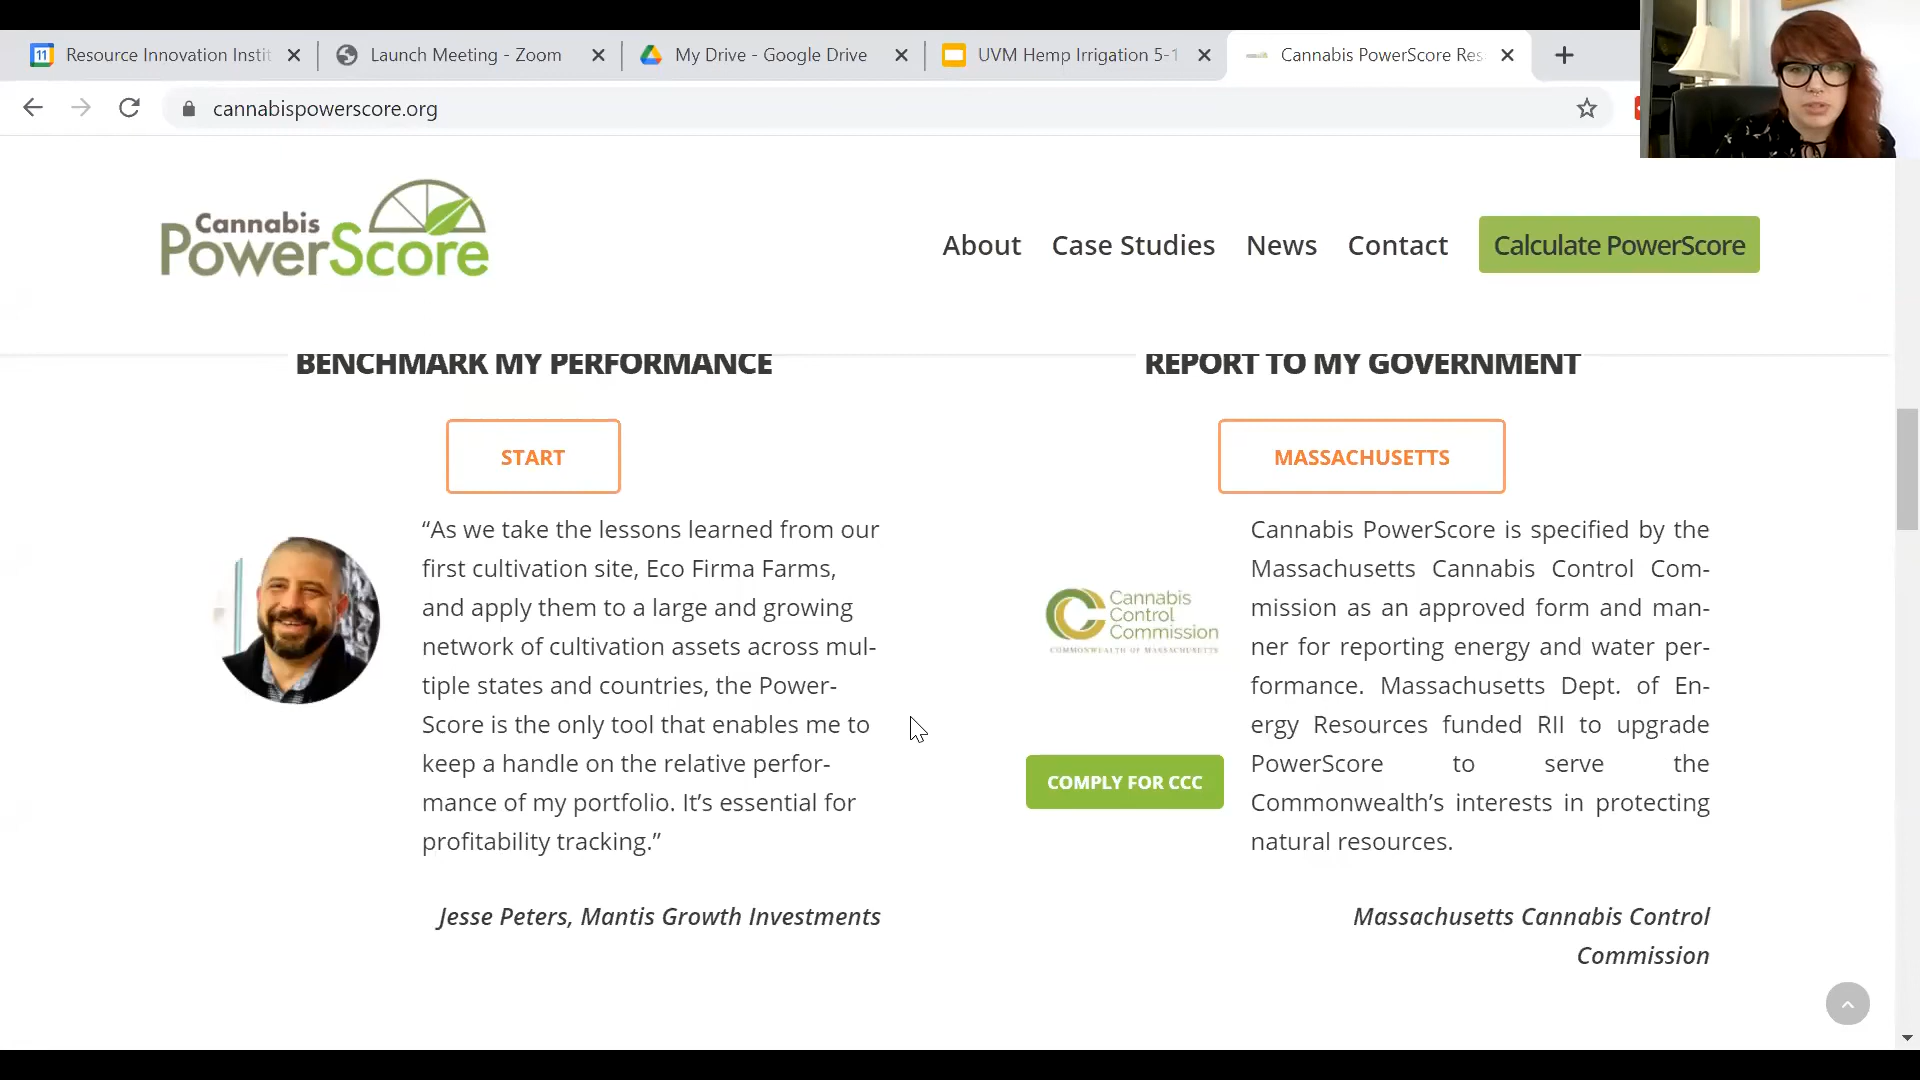 11 Resource Innovation Instit
Launch Meeting - Zoom
My Drive - Google Drive
UVM Hemp Irrigation 5-1
Cannabis PowerScore Res
cannabispowerscore.org
Cannabis
PowerScore
About
Case Studies
News
Contact
Calculate PowerScore
BENCHMARK MY PERFORMANCE
START
“As we take the lessons learned from our
first cultivation site, Eco Firma Farms,
and apply them to a large and growing
network of cultivation assets across mul-
tiple states and countries, the Power-
Score is the only tool that enables me to
keep a handle on the relative perfor-
mance of my portfolio. It’s essential for
profitability tracking.”
Jesse Peters, Mantis Growth Investments
REPORT TO MY GOVERNMENT
MASSACHUSETTS
Cannabis
Control
Commission
COMMONWEALTH OF MASSACHUSETTS
COMPLY FOR CCC
Cannabis PowerScore is specified by the
Massachusetts Cannabis Control Com-
mission as an approved form and man-
ner for reporting energy and water per-
formance. Massachusetts Dept. of En-
ergy Resources funded RII to upgrade
PowerScore to serve the
Commonwealth’s interests in protecting
natural resources.
Massachusetts Cannabis Control
Commission